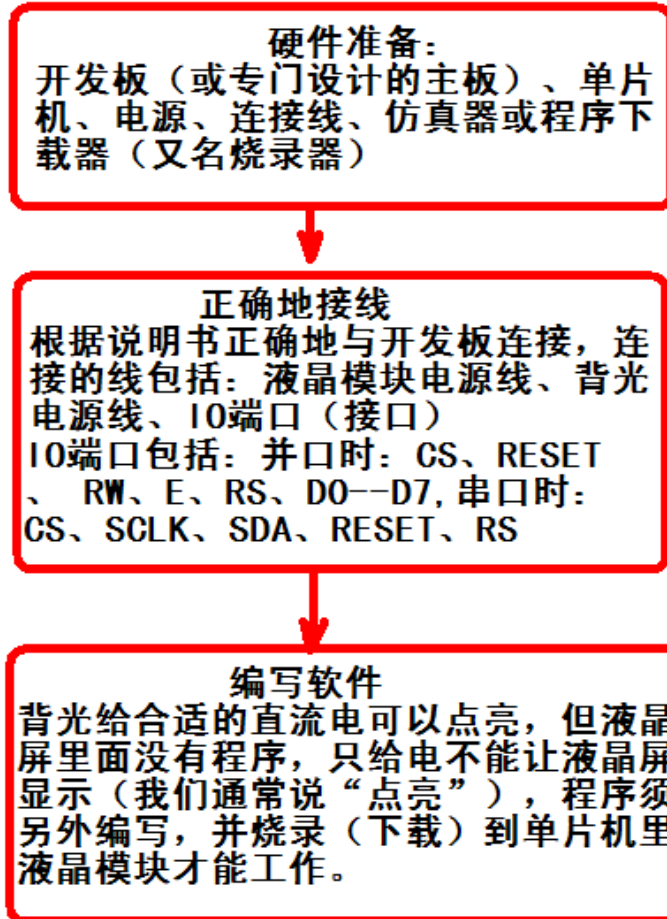 硬件准备：
开发板（或专门设计的主板）、单片
机、电源、连接线、仿真器或程序下
载器（又名烧录器）
正确地接线
根据说明书正确地与开发板连接，连
接的线包括：液晶模块电源线、背光
电源线、IO端口（接口）
IO端口包括：并口时：CS、RESET
、 RW、E、RS、D0--D7,串口时：
CS、SCLK、SDA、RESET、RS
编写软件
背光给合适的直流电可以点亮，但液晶
屏里面没有程序，只给电不能让液晶屏
显示（我们通常说“点亮”），程序须
另外编写，并烧录（下载）到单片机里
液晶模块才能工作。